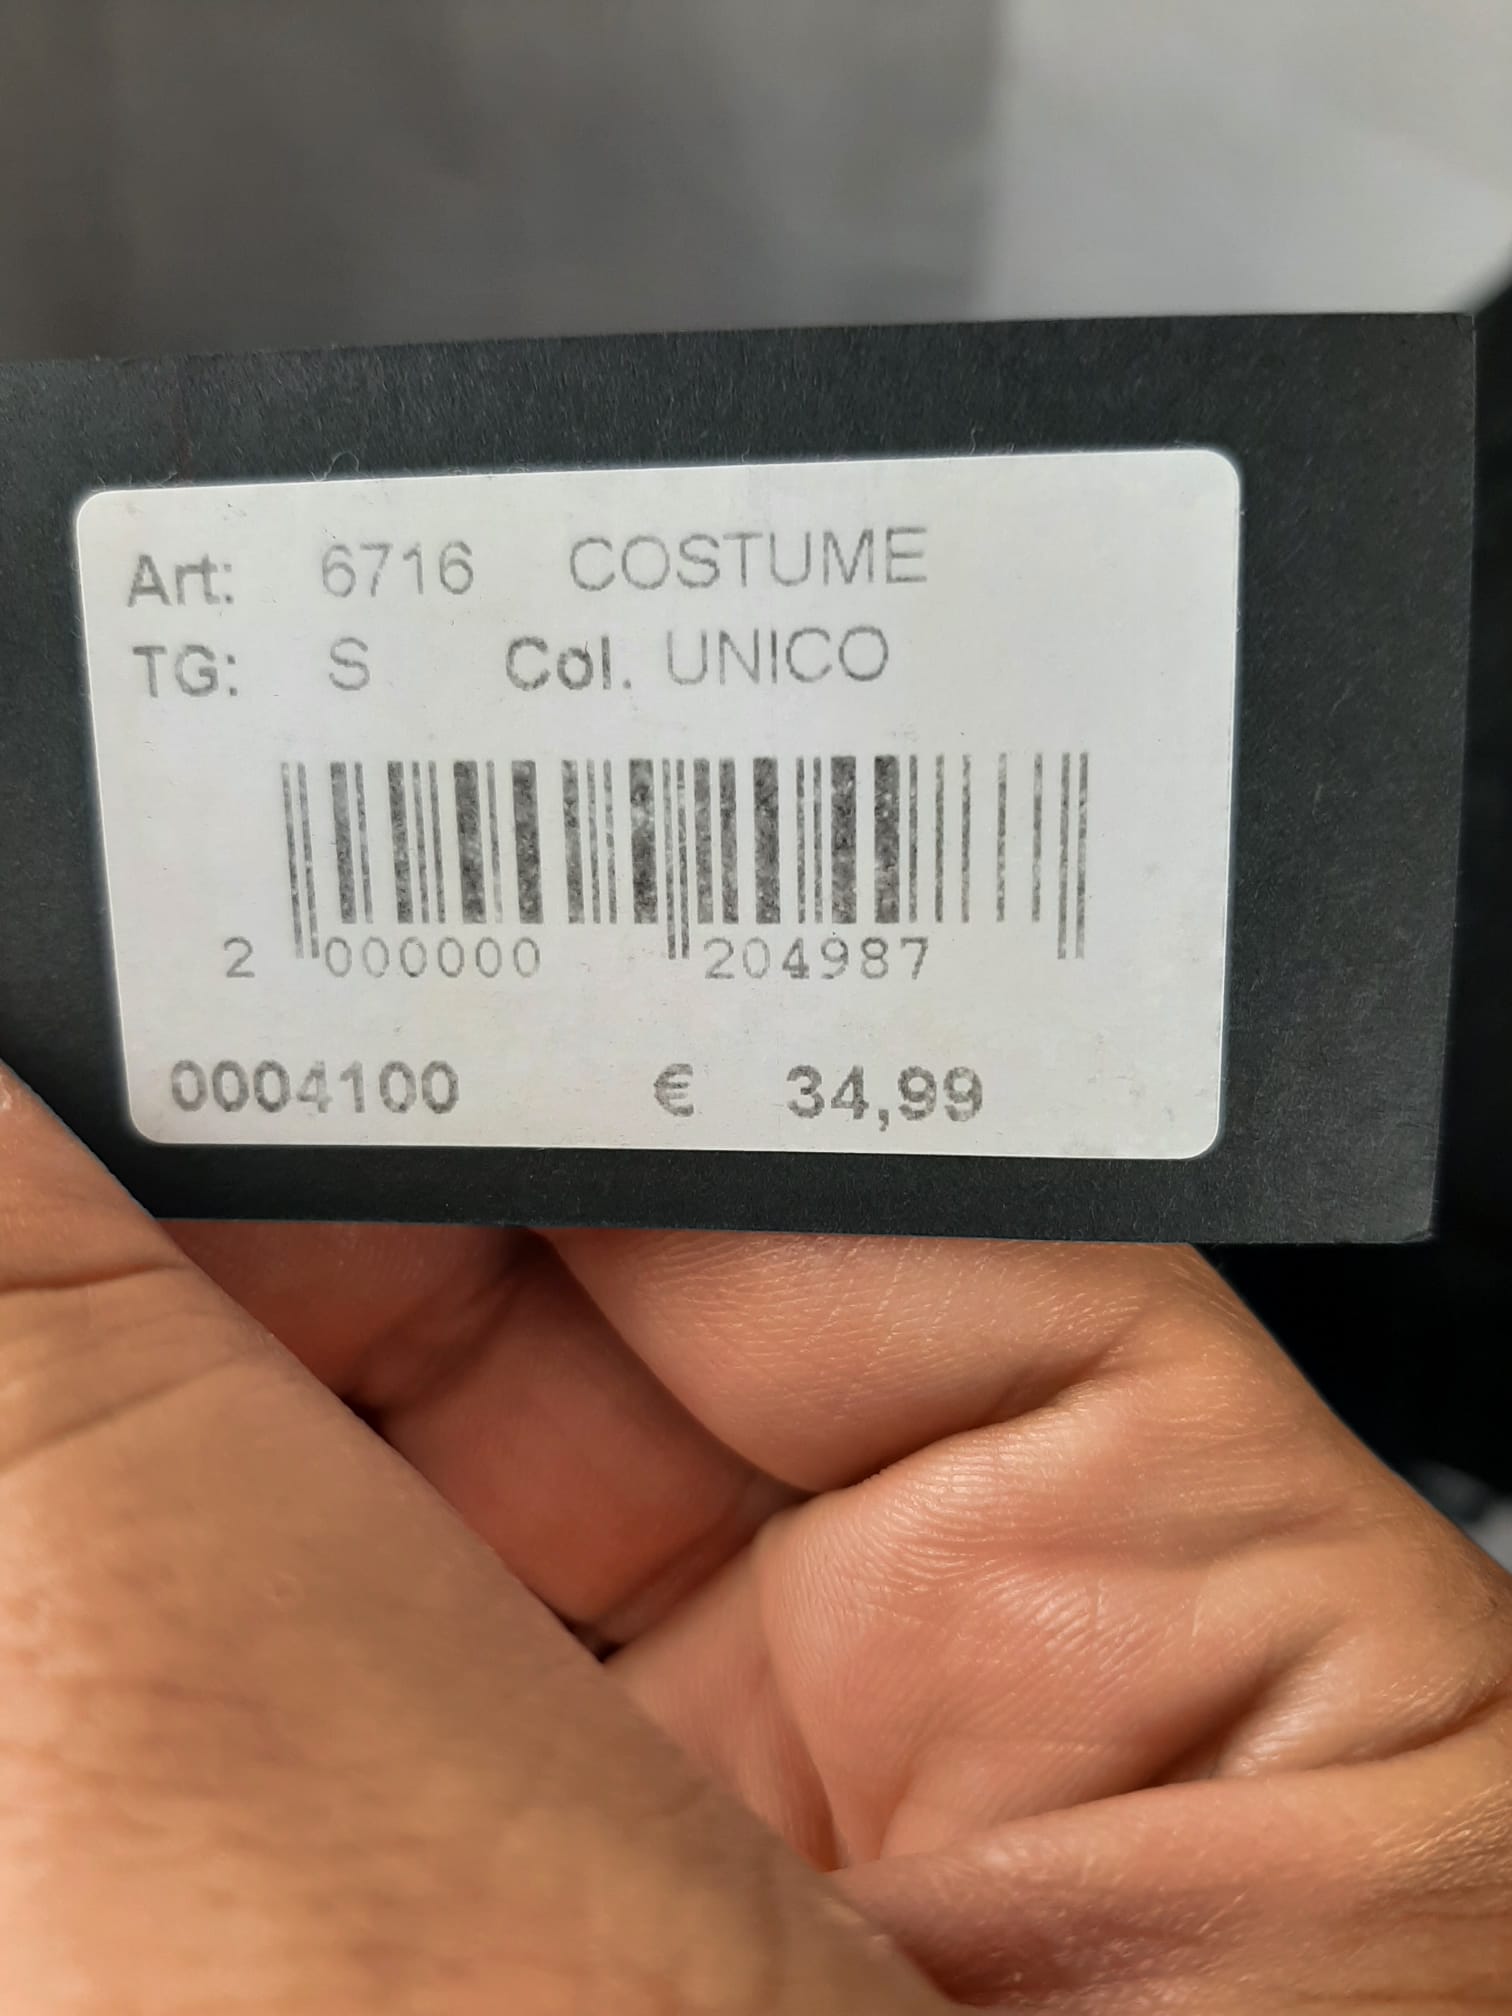 Art: 6716 COSTUME
TG: S Col. UNICO
2 000000 204987
0004100 € 34,99